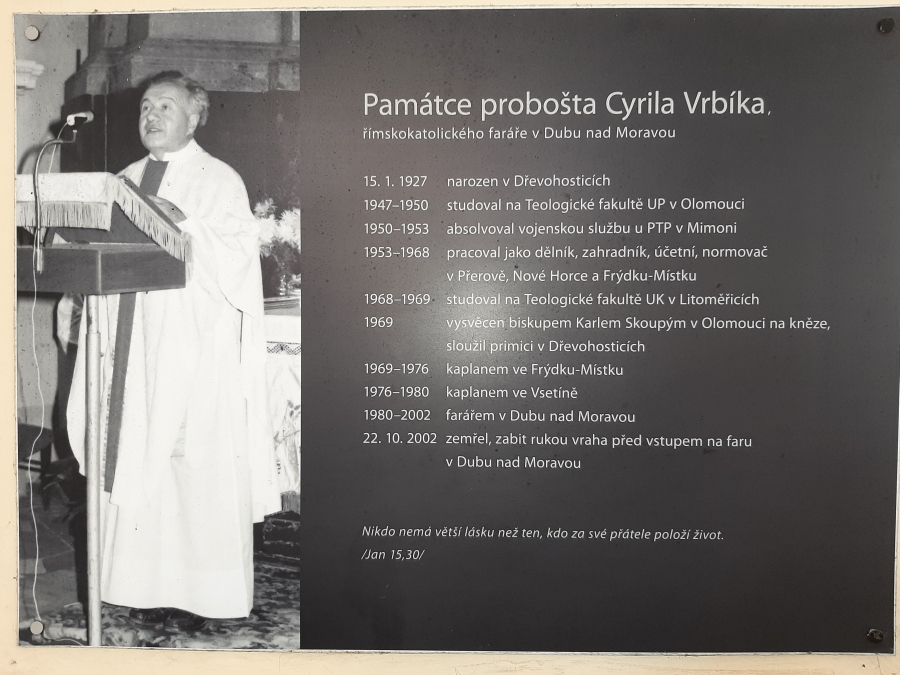 Památce probošta Cyrila Vrbíka,
římskokatolického faráře v Dubu nad Moravou
15. 1. 1927 narozen v Dřevohosticích
1947–1950 studoval na Teologické fakultě UP v Olomouci
1950–1953 absolvoval vojenskou službu u PTP v Mimoni
1953–1968 pracoval jako dělník, zahradník, účetní, normovač
v Přerově, Nové Horce a Frýdku-Místku
1968–1969 studoval na Teologické fakultě UK v Litoměřicích
1969 vysvěcen biskupem Karlem Skoupým v Olomouci na kněze,
sloužil primici v Dřevohosticích
1969–1976 kaplanem ve Frýdku-Místku
1976–1980 kaplanem ve Vsetíně
1980–2002 farářem v Dubu nad Moravou
22. 10. 2002 zemřel, zabit rukou vraha před vstupem na faru
v Dubu nad Moravou
Nikdo nemá větší lásku než ten, kdo za své přátele položí život.
/Jan 15,30/